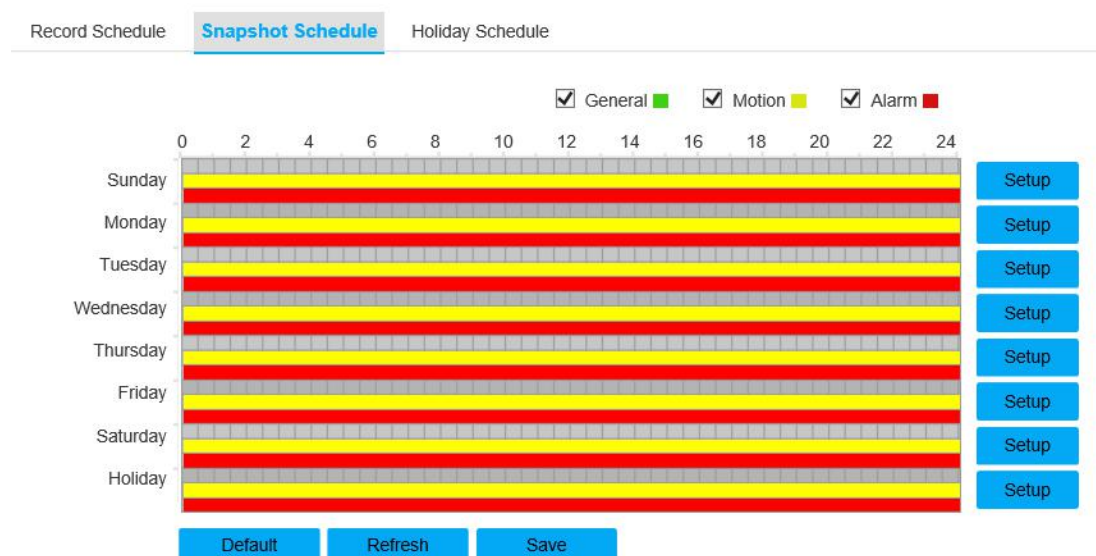 Record Schedule Snapshot Schedule Holiday Schedule
General Motion Alarm
0 2 4 6 8 10 12 14 16 18 20 22 24
Sunday Setup
Monday Setup
Tuesday Setup
Wednesday Setup
Thursday Setup
Friday Setup
Saturday Setup
Holiday Setup
Default Refresh Save